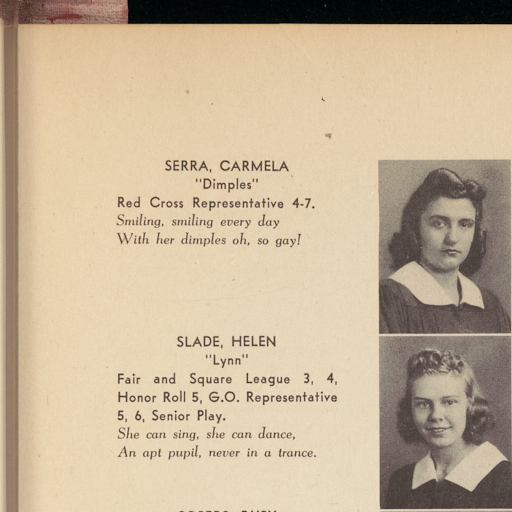 SERRA, CARMELA
"Dimples"
Red Cross Representative 4-7.
Smiling, smiling every day
With her dimples oh, so gay!
SLADE, HELEN
"Lynn"
Fair and Square League 3, 4,
Honor Roll 5, G.O. Representative
5, 6, Senior Play.
She can sing, she can dance,
An apt pupil, never in a trance.